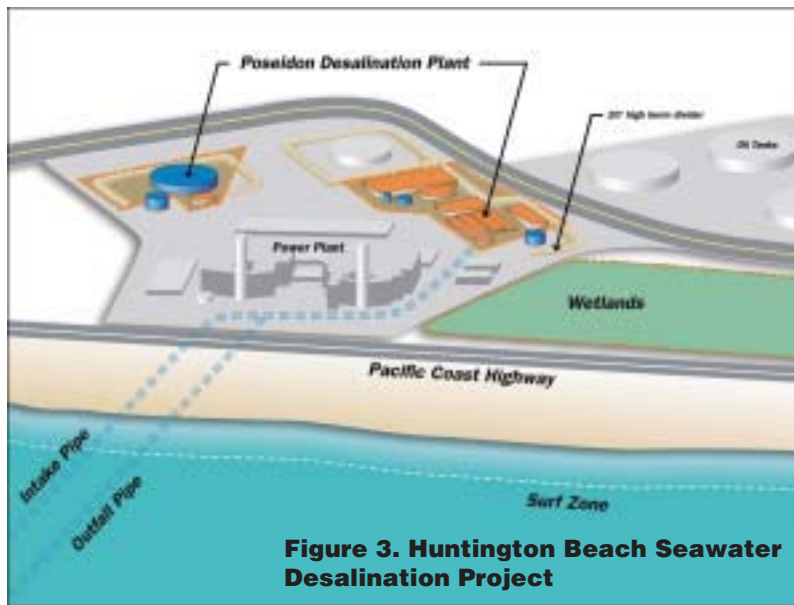 Poseidon Desalination Plant
high berm divider
Oil Tanks
Power Plant
Wetlands
Pacific Coast Highway
Intake Pipe
Outfall Pipe
Surf Zone
Figure 3. Huntington Beach Seawater
Desalination Project